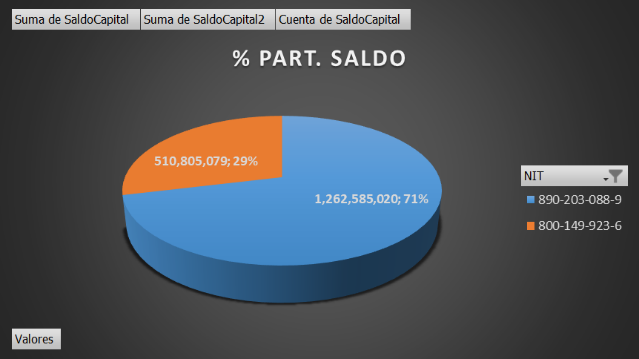 Suma de SaldoCapital Suma de SaldoCapital2 Cuenta de SaldoCapital
% PART. SALDO
510,805,079; 29%
1,262,585,020; 71%
NIT
890-203-088-9
800-149-923-6
Valores